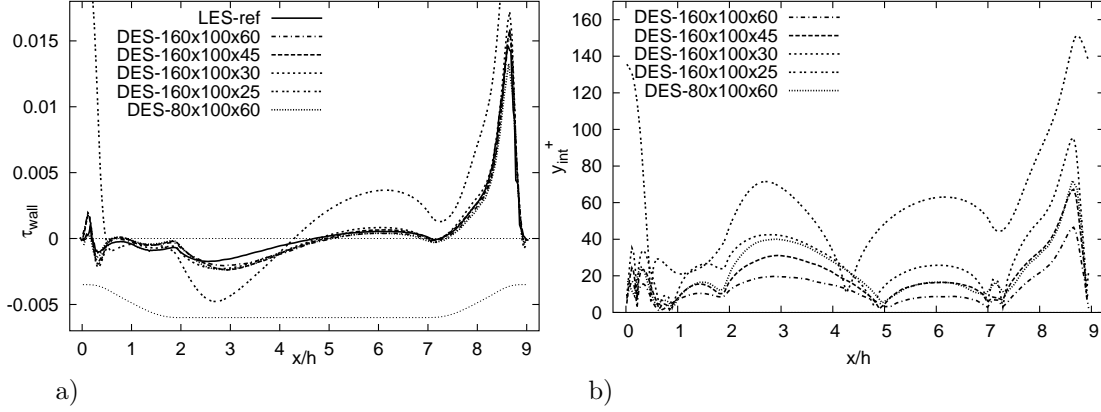 LES-ref
DES-160x100x60
DES-160x100x45
DES-160x100x30
DES-160x100x25
DES-80x100x60
0.015
0.01
0.005
0
-0.005
τwall
0 1 2 3 4 5 6 7 8 9
x/h
a)
DES-160x100x60
DES-160x100x45
DES-160x100x30
DES-160x100x25
DES-80x100x60
160
140
120
100
80
60
40
20
0
yint+
0 1 2 3 4 5 6 7 8 9
x/h
b)